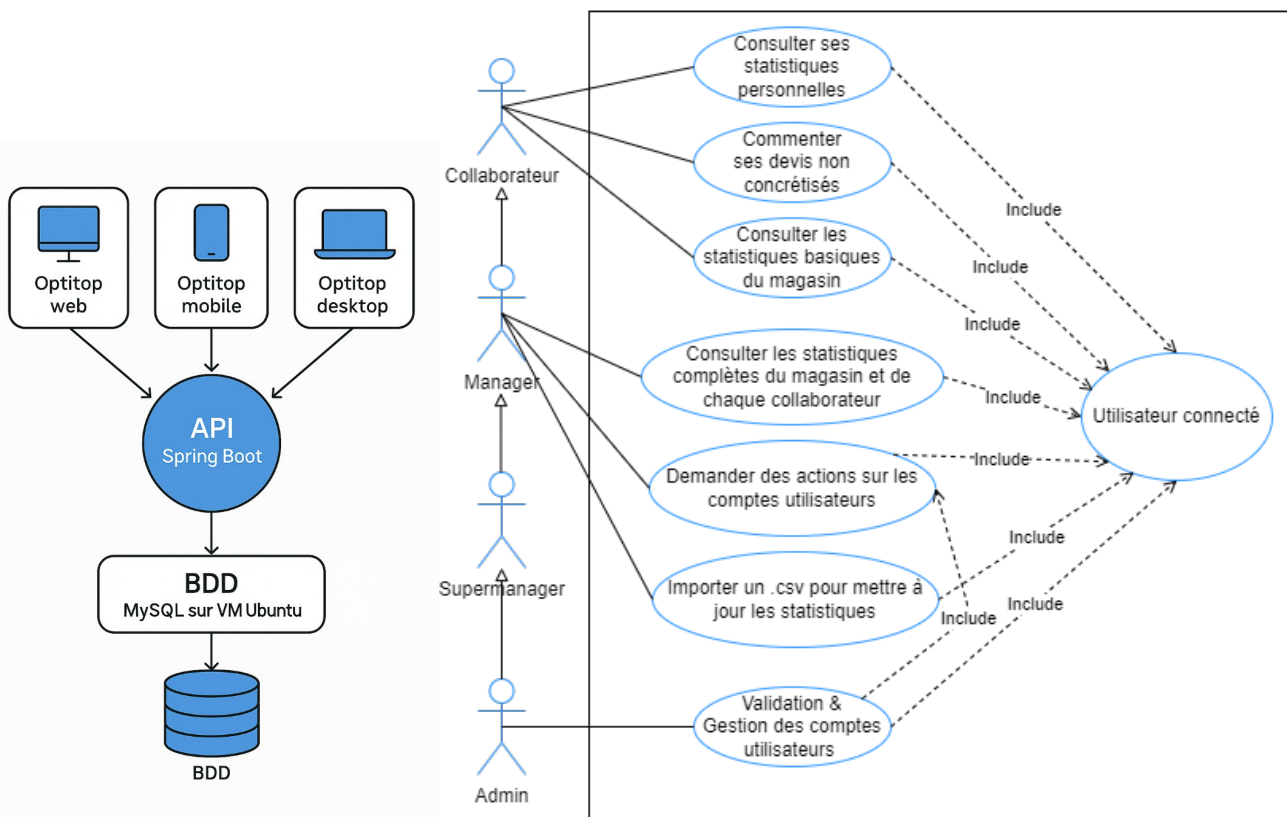 Optitop
web
Optitop
mobile
Optitop
desktop
API
Spring Boot
BDD
MySQL sur VM Ubuntu
BDD
Collaborateur
Manager
Supermanager
Admin
Consulter ses
statistiques
personnelles
Commenter
ses devis non
concrétisés
Consulter les
statistiques basiques
du magasin
Consulter les statistiques
complètes du magasin et de
chaque collaborateur
Demander des actions sur les
comptes utilisateurs
Importer un .csv pour mettre à
jour les statistiques
Validation &
Gestion des comptes
utilisateurs
Include
Include
Include
Include
Include
Include
Include
Include
Utilisateur connecté